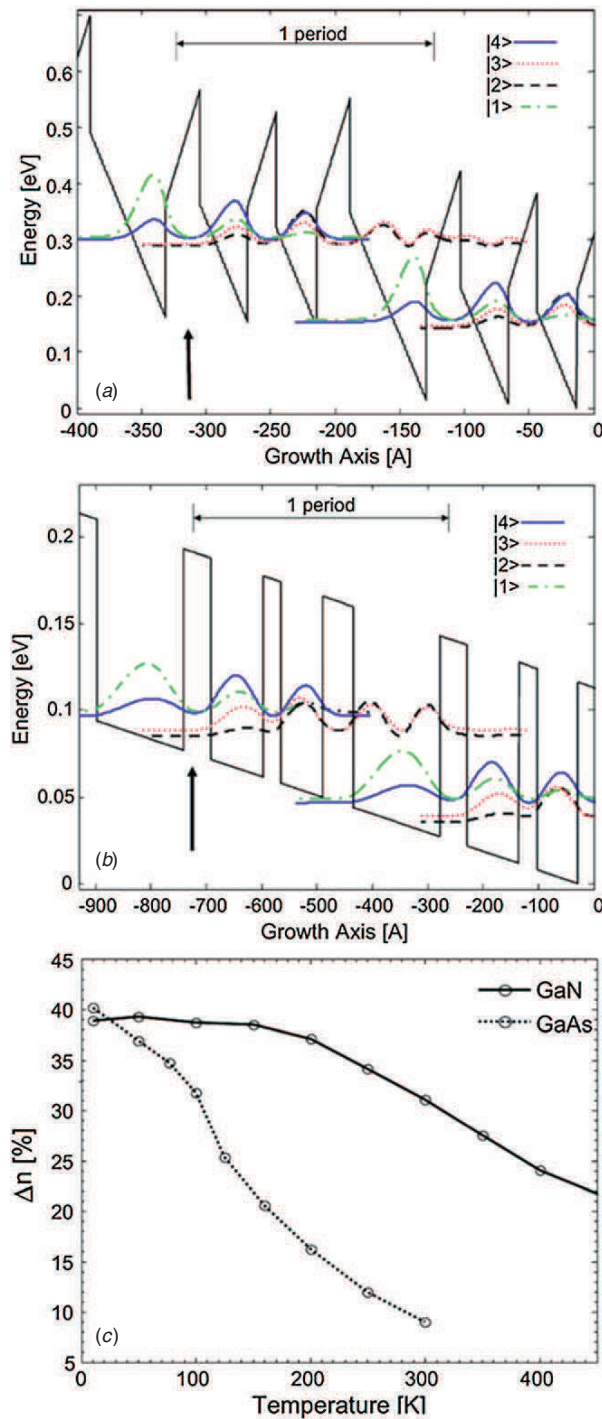 0.6
0.5
0.4
0.3
0.2
0.1
0
Energy [eV]
1 period
|4>
|3>
|2>
|1>
(a)
-400 -350 -300 -250 -200 -150 -100 -50 0
Growth Axis [A]
0.2
0.15
0.1
0.05
0
Energy [eV]
1 period
|4>
|3>
|2>
|1>
(b)
-900 -800 -700 -600 -500 -400 -300 -200 -100 0
Growth Axis [A]
45
40
35
30
25
20
15
10
5
Δn [%]
GaN
GaAs
(c)
0 100 200 300 400
Temperature [K]